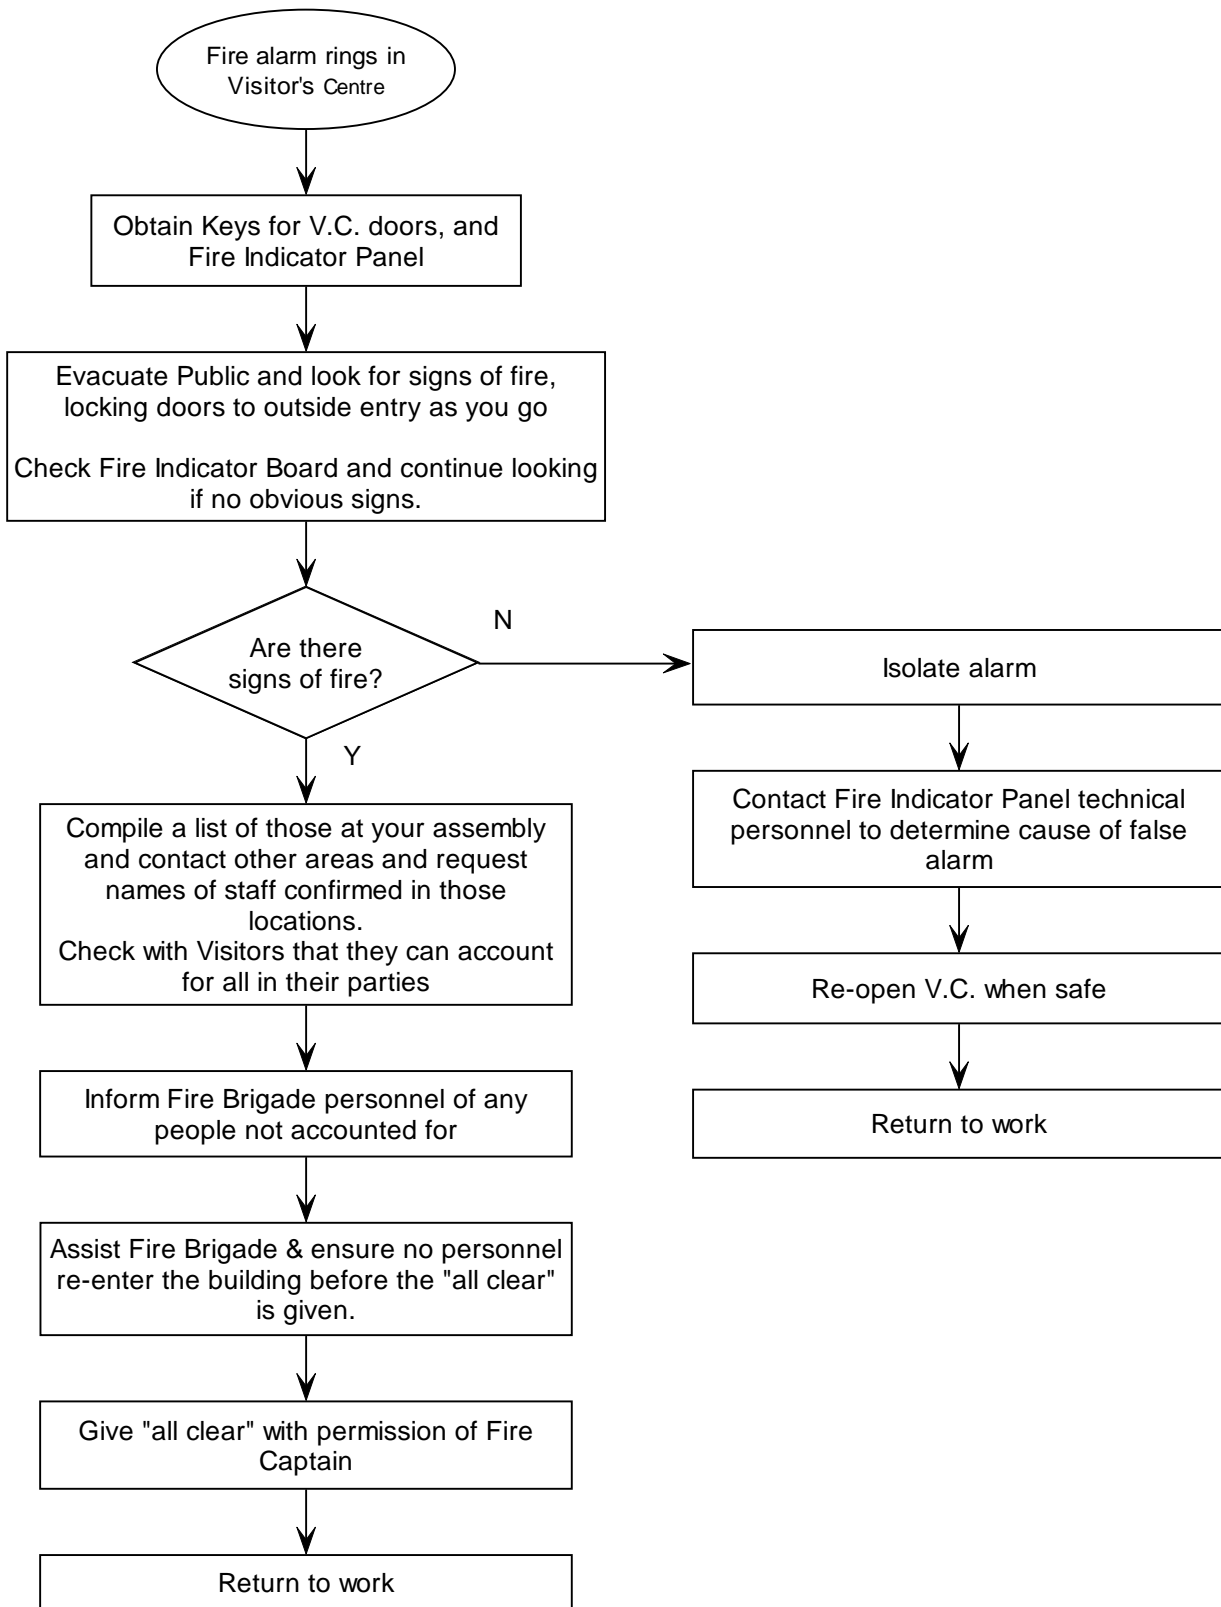 Fire alarm rings in
Visitor's Centre
Obtain Keys for V.C. doors, and
Fire Indicator Panel
Evacuate Public and look for signs of fire,
locking doors to outside entry as you go
Check Fire Indicator Board and continue looking
if no obvious signs.
Are there
signs of fire?
N
Y
Isolate alarm
Contact Fire Indicator Panel technical
personnel to determine cause of false
alarm
Re-open V.C. when safe
Return to work
Compile a list of those at your assembly
and contact other areas and request
names of staff confirmed in those
locations.
Check with Visitors that they can account
for all in their parties
Inform Fire Brigade personnel of any
people not accounted for
Assist Fire Brigade & ensure no personnel
re-enter the building before the "all clear"
is given.
Give "all clear" with permission of Fire
Captain
Return to work